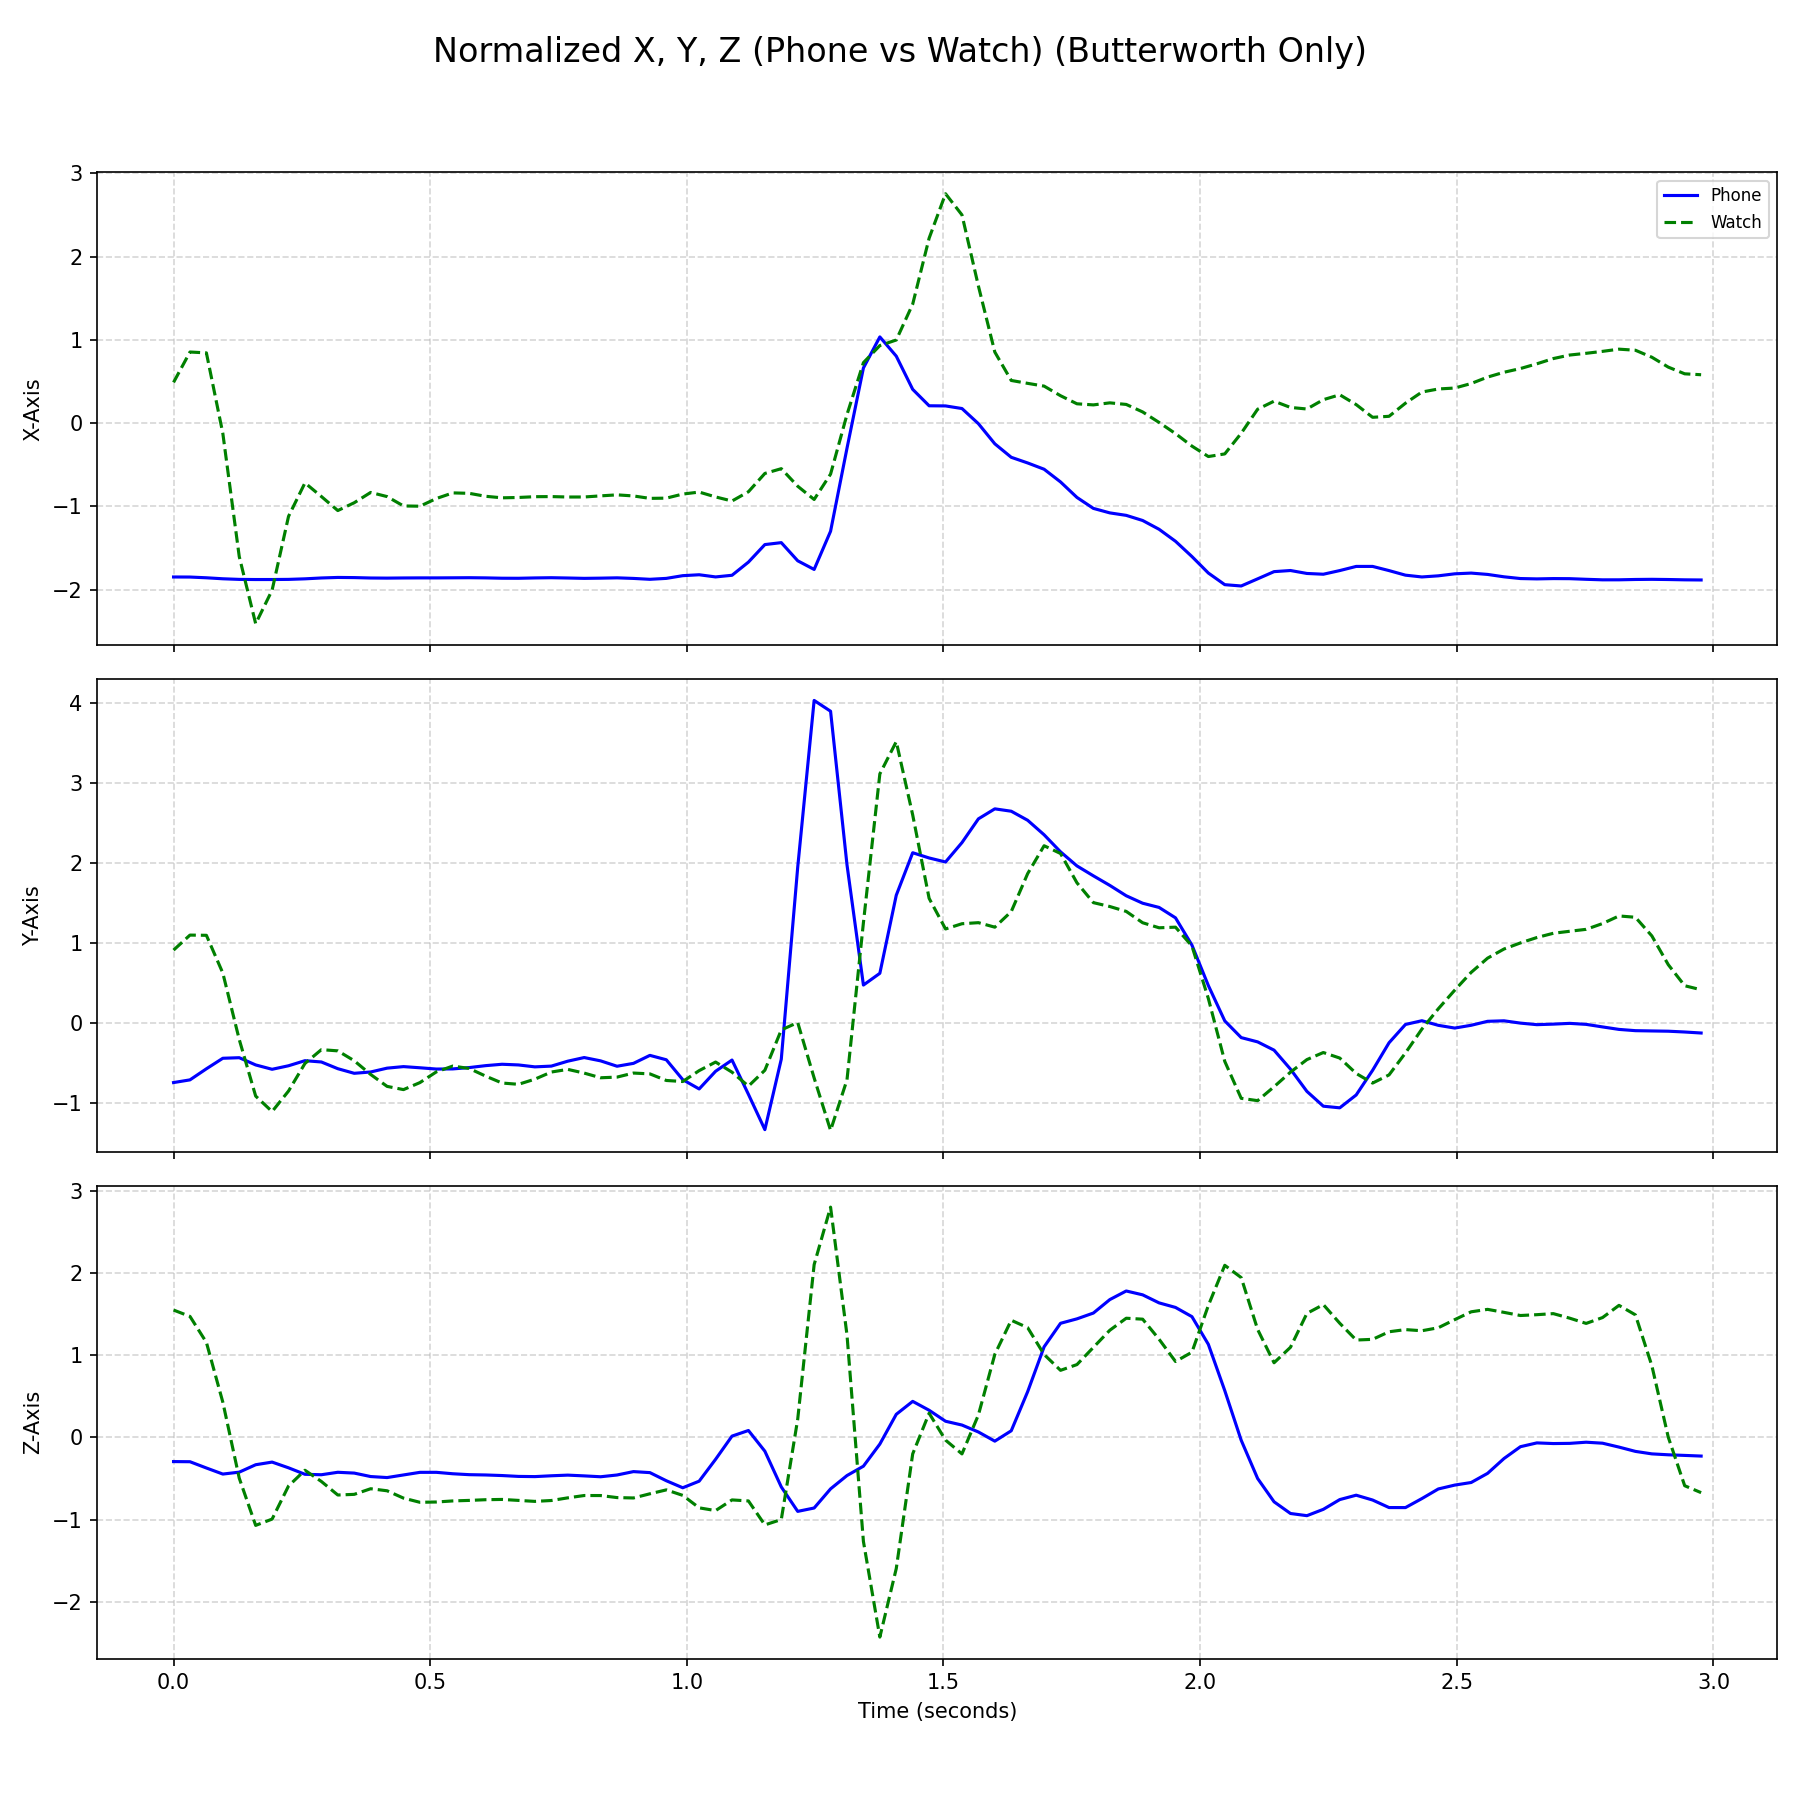 Normalized X, Y, Z (Phone vs Watch) (Butterworth Only)
3
2
1
0
−1
−2
X-Axis
Phone
Watch
4
3
2
1
0
−1
Y-Axis
3
2
1
0
−1
−2
Z-Axis
0.0 0.5 1.0 1.5 2.0 2.5 3.0
Time (seconds)